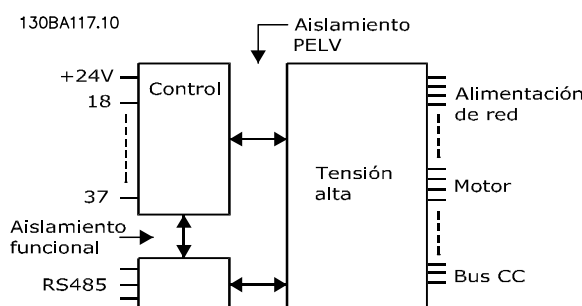 130BA117.10
Aislamiento
PELV
+24V
18
37
Control
Tensión
alta
Alimentación
de red
Motor
Bus CC
Aislamiento
funcional
RS485